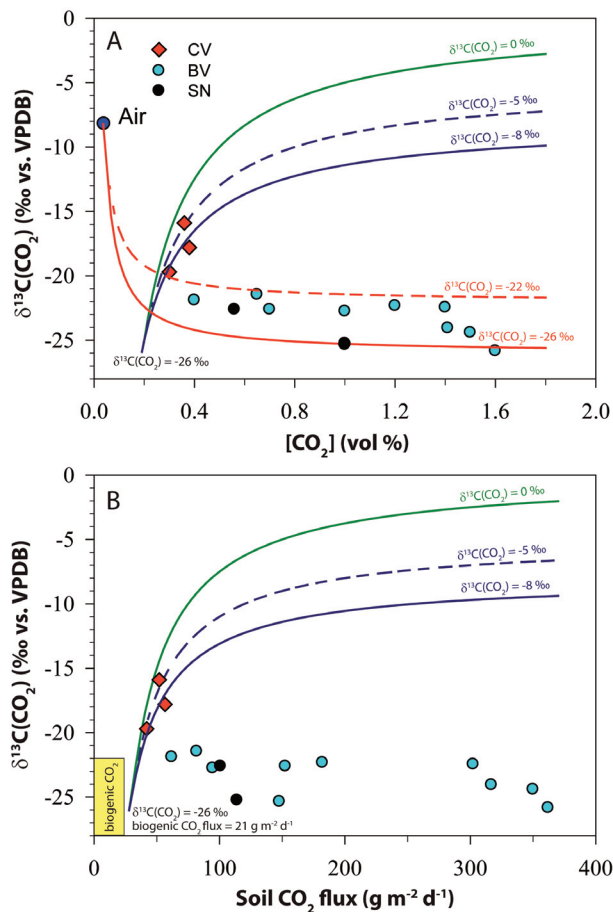 A
CV
BV
SN
Air
δ¹³C(CO₂) = 0 ‰
δ¹³C(CO₂) = -5 ‰
δ¹³C(CO₂) = -8 ‰
δ¹³C(CO₂) = -22 ‰
δ¹³C(CO₂) = -26 ‰
δ¹³C(CO₂) = -26 ‰
δ¹³C(CO₂) (‰ vs. VPDB)
0
-5
-10
-15
-20
-25
0.0 0.4 0.8 1.2 1.6 2.0
[CO₂] (vol %)
B
δ¹³C(CO₂) = 0 ‰
δ¹³C(CO₂) = -5 ‰
δ¹³C(CO₂) = -8 ‰
biogenic CO₂
δ¹³C(CO₂) = -26 ‰
biogenic CO₂ flux = 21 g m⁻² d⁻¹
δ¹³C(CO₂) (‰ vs. VPDB)
0
-5
-10
-15
-20
-25
0 100 200 300 400
Soil CO₂ flux (g m⁻² d⁻¹)